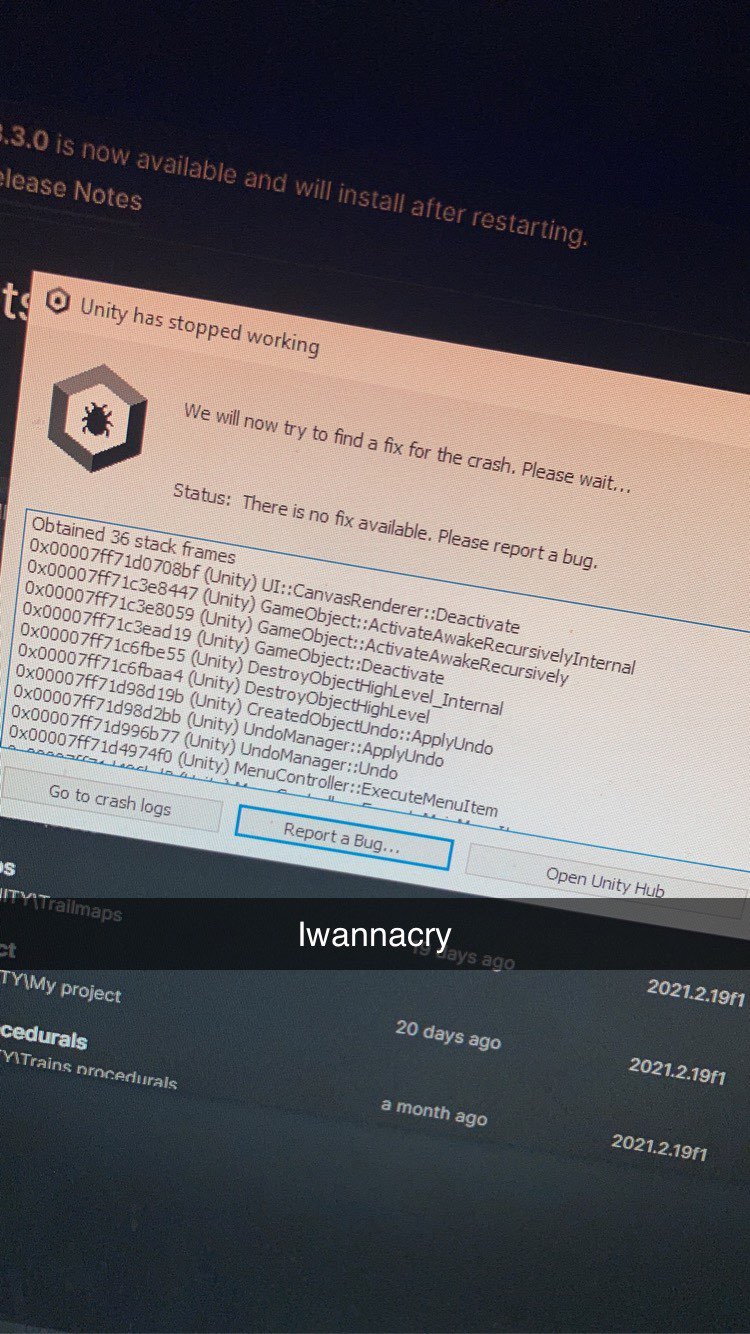 .3.0 is now available and will install after restarting.
elease Notes
ts
Unity has stopped working
We will now try to find a fix for the crash. Please wait...
Status: There is no fix available. Please report a bug.
Obtained 36 stack frames
0x00007ff71d0708bf (Unity) UI::CanvasRenderer::Deactivate
0x00007ff71c3e8447 (Unity) GameObject::ActivateAwakeRecursivelyInternal
0x00007ff71c3e8059 (Unity) GameObject::ActivateAwakeRecursively
0x00007ff71c3ead19 (Unity) GameObject::Deactivate
0x00007ff71c6fbe55 (Unity) DestroyObjectHighLevel_Internal
0x00007ff71c6fbaa4 (Unity) DestroyObjectHighLevel
0x00007ff71d98d19b (Unity) CreatedObjectUndo::ApplyUndo
0x00007ff71d98d2bb (Unity) UndoManager::ApplyUndo
0x00007ff71d996b77 (Unity) UndoManager::Undo
0x00007ff71d4974f0 (Unity) MenuController::ExecuteMenuItem
Go to crash logs
Report a Bug...
Open Unity Hub
os
ITY\Trailmaps
Iwannacry
19 days ago
2021.2.19f1
ct
TY\My project
20 days ago
2021.2.19f1
cedurals
Y\Trains procedurals
a month ago
2021.2.19f1